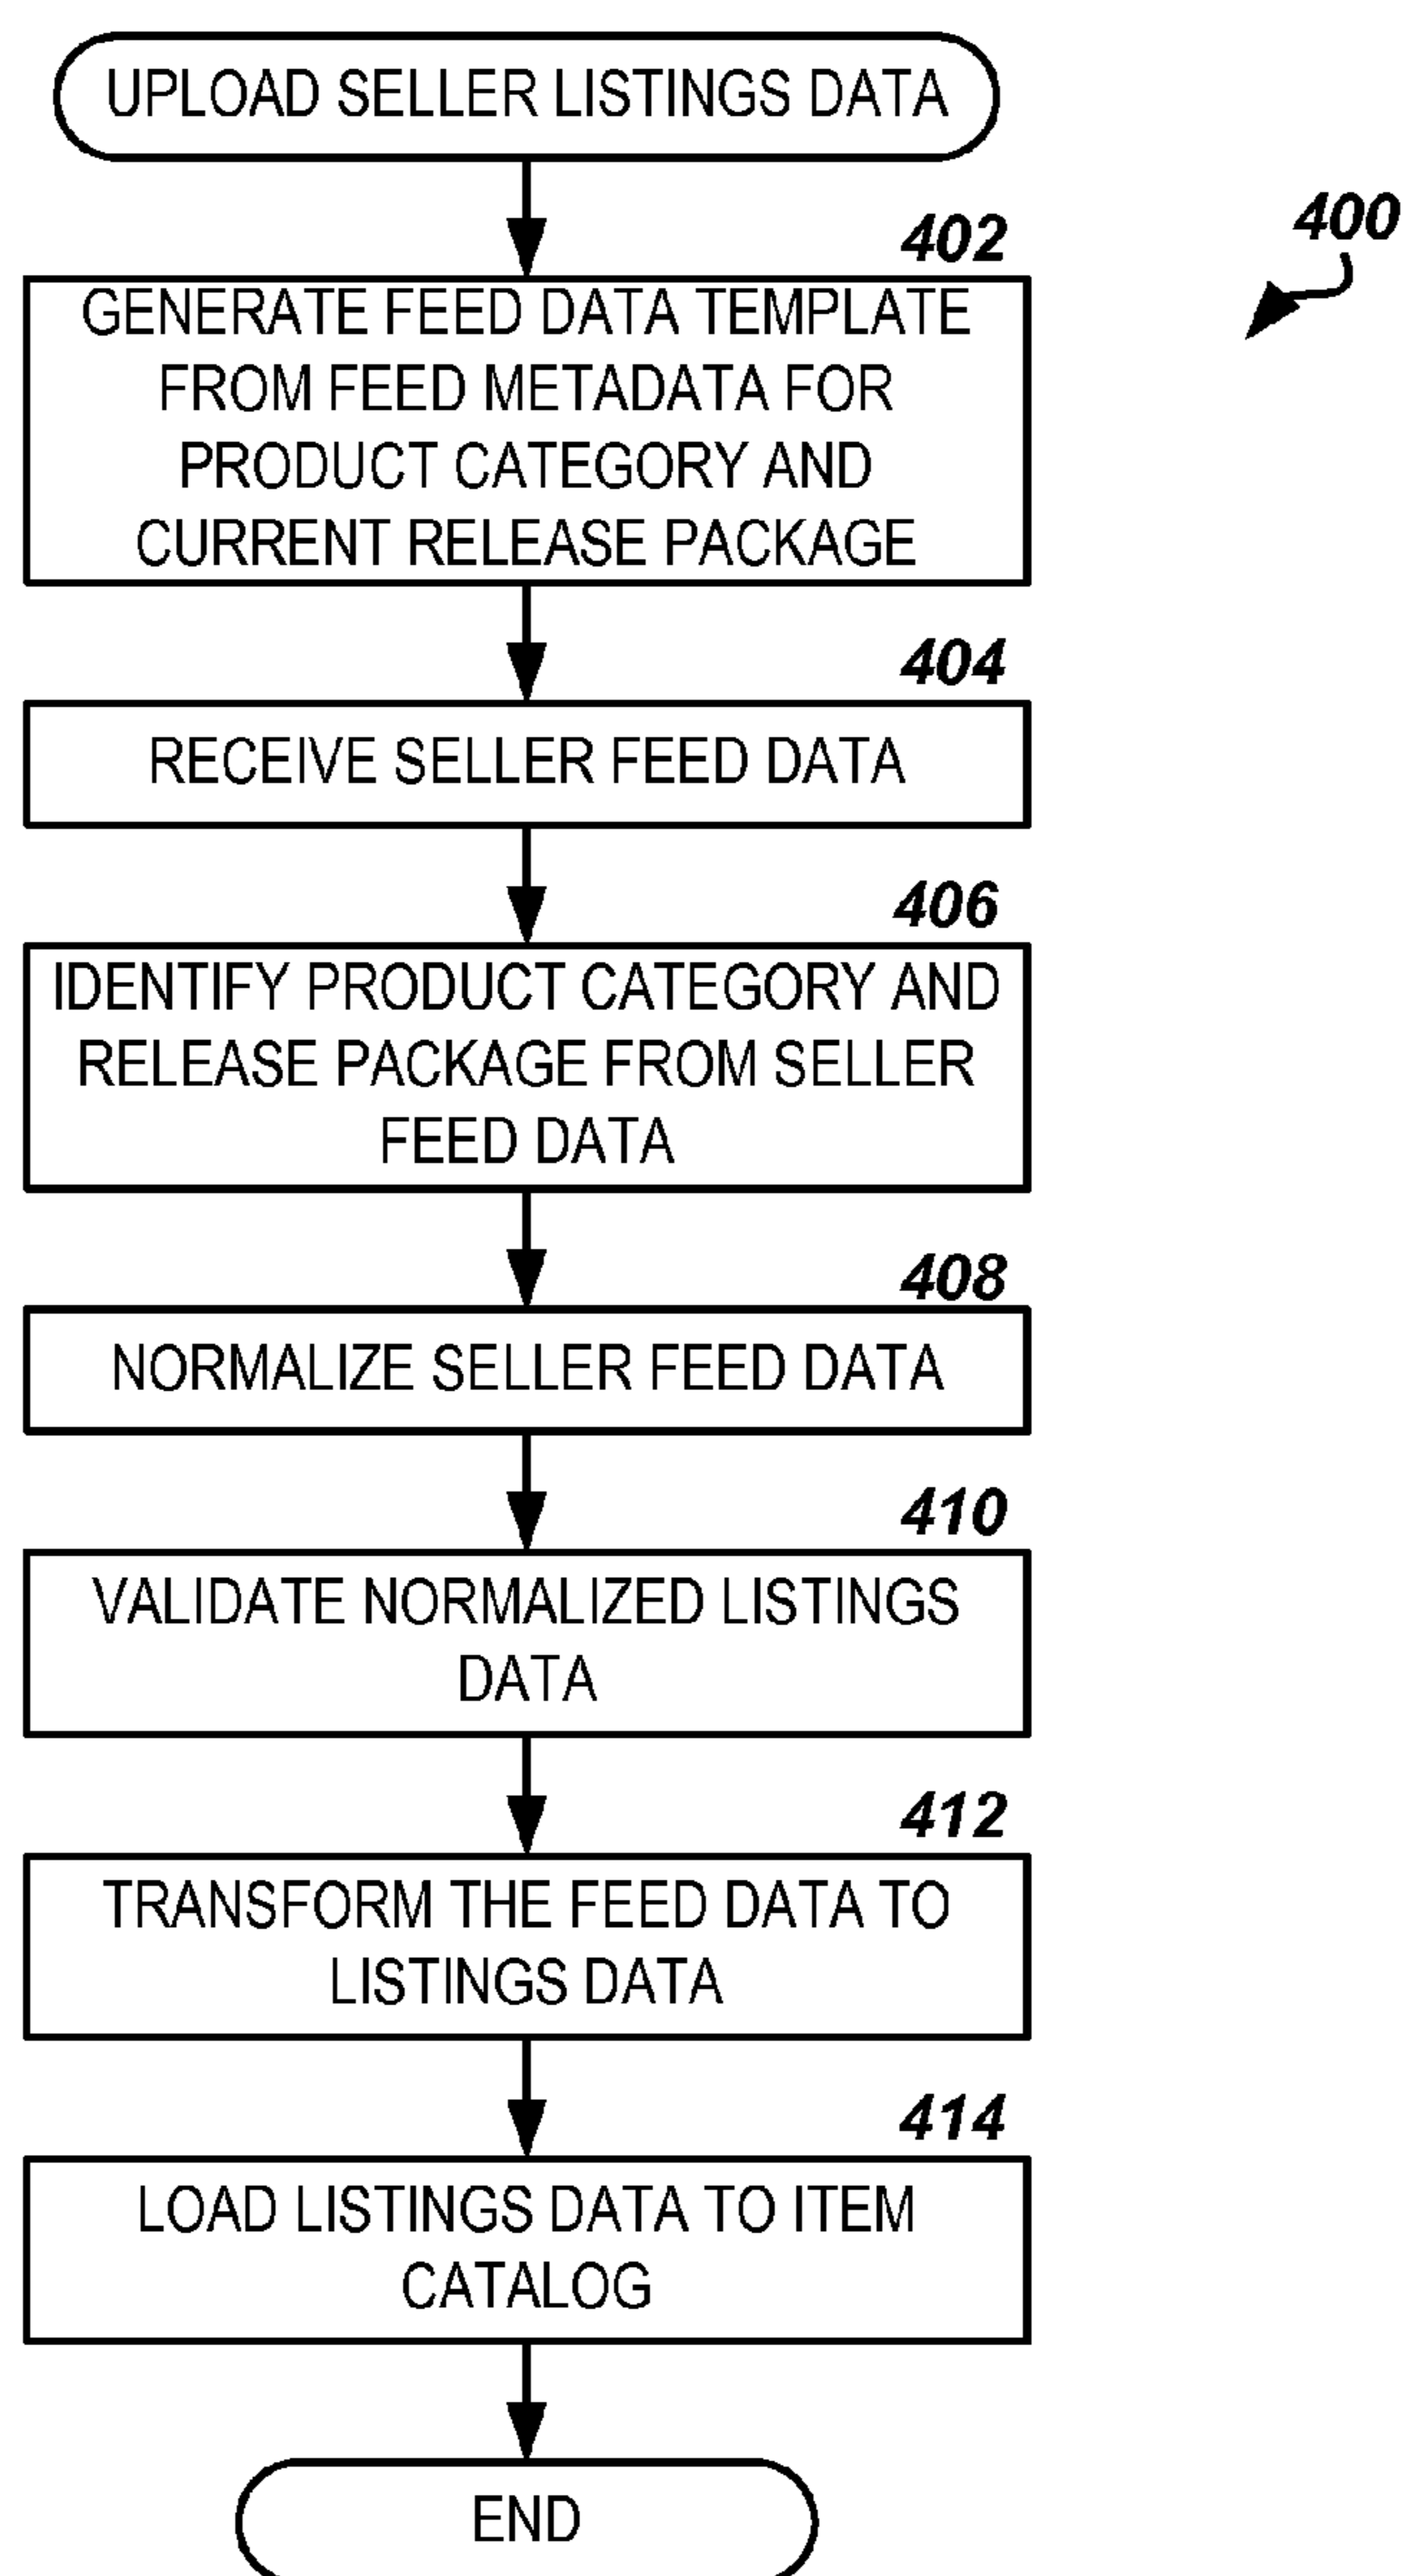 UPLOAD SELLER LISTINGS DATA
400
402
GENERATE FEED DATA TEMPLATE
FROM FEED METADATA FOR
PRODUCT CATEGORY AND
CURRENT RELEASE PACKAGE
404
RECEIVE SELLER FEED DATA
406
IDENTIFY PRODUCT CATEGORY AND
RELEASE PACKAGE FROM SELLER
FEED DATA
408
NORMALIZE SELLER FEED DATA
410
VALIDATE NORMALIZED LISTINGS
DATA
412
TRANSFORM THE FEED DATA TO
LISTINGS DATA
414
LOAD LISTINGS DATA TO ITEM
CATALOG
END